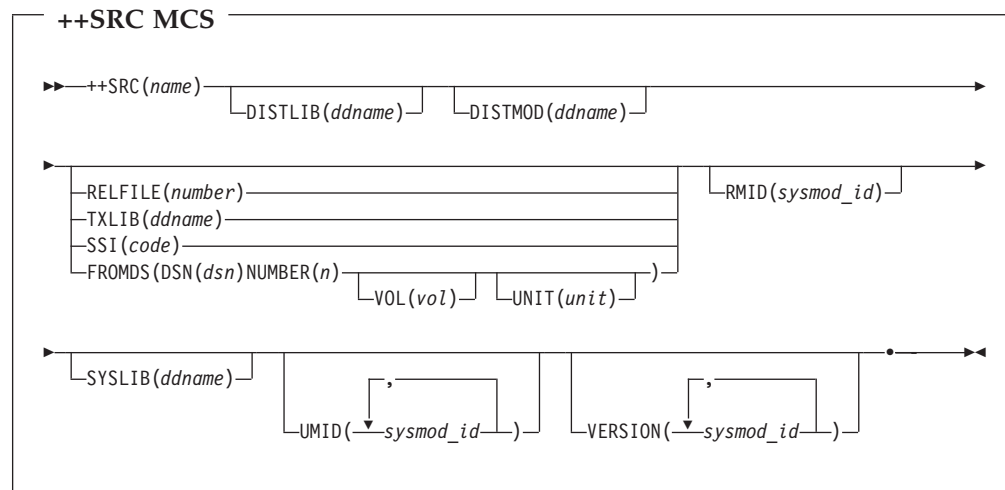 ++SRC MCS
++SRC(name)
DISTLIB(ddname) DISTMOD(ddname)
RELFILE(number) RMID(sysmod_id)
TXLIB(ddname)
SSI(code)
FROMDS(DSN(dsn)NUMBER(n) )
VOL(vol) UNIT(unit)
SYSLIB(ddname) , ,
UMID( sysmod_id ) VERSION( sysmod_id )